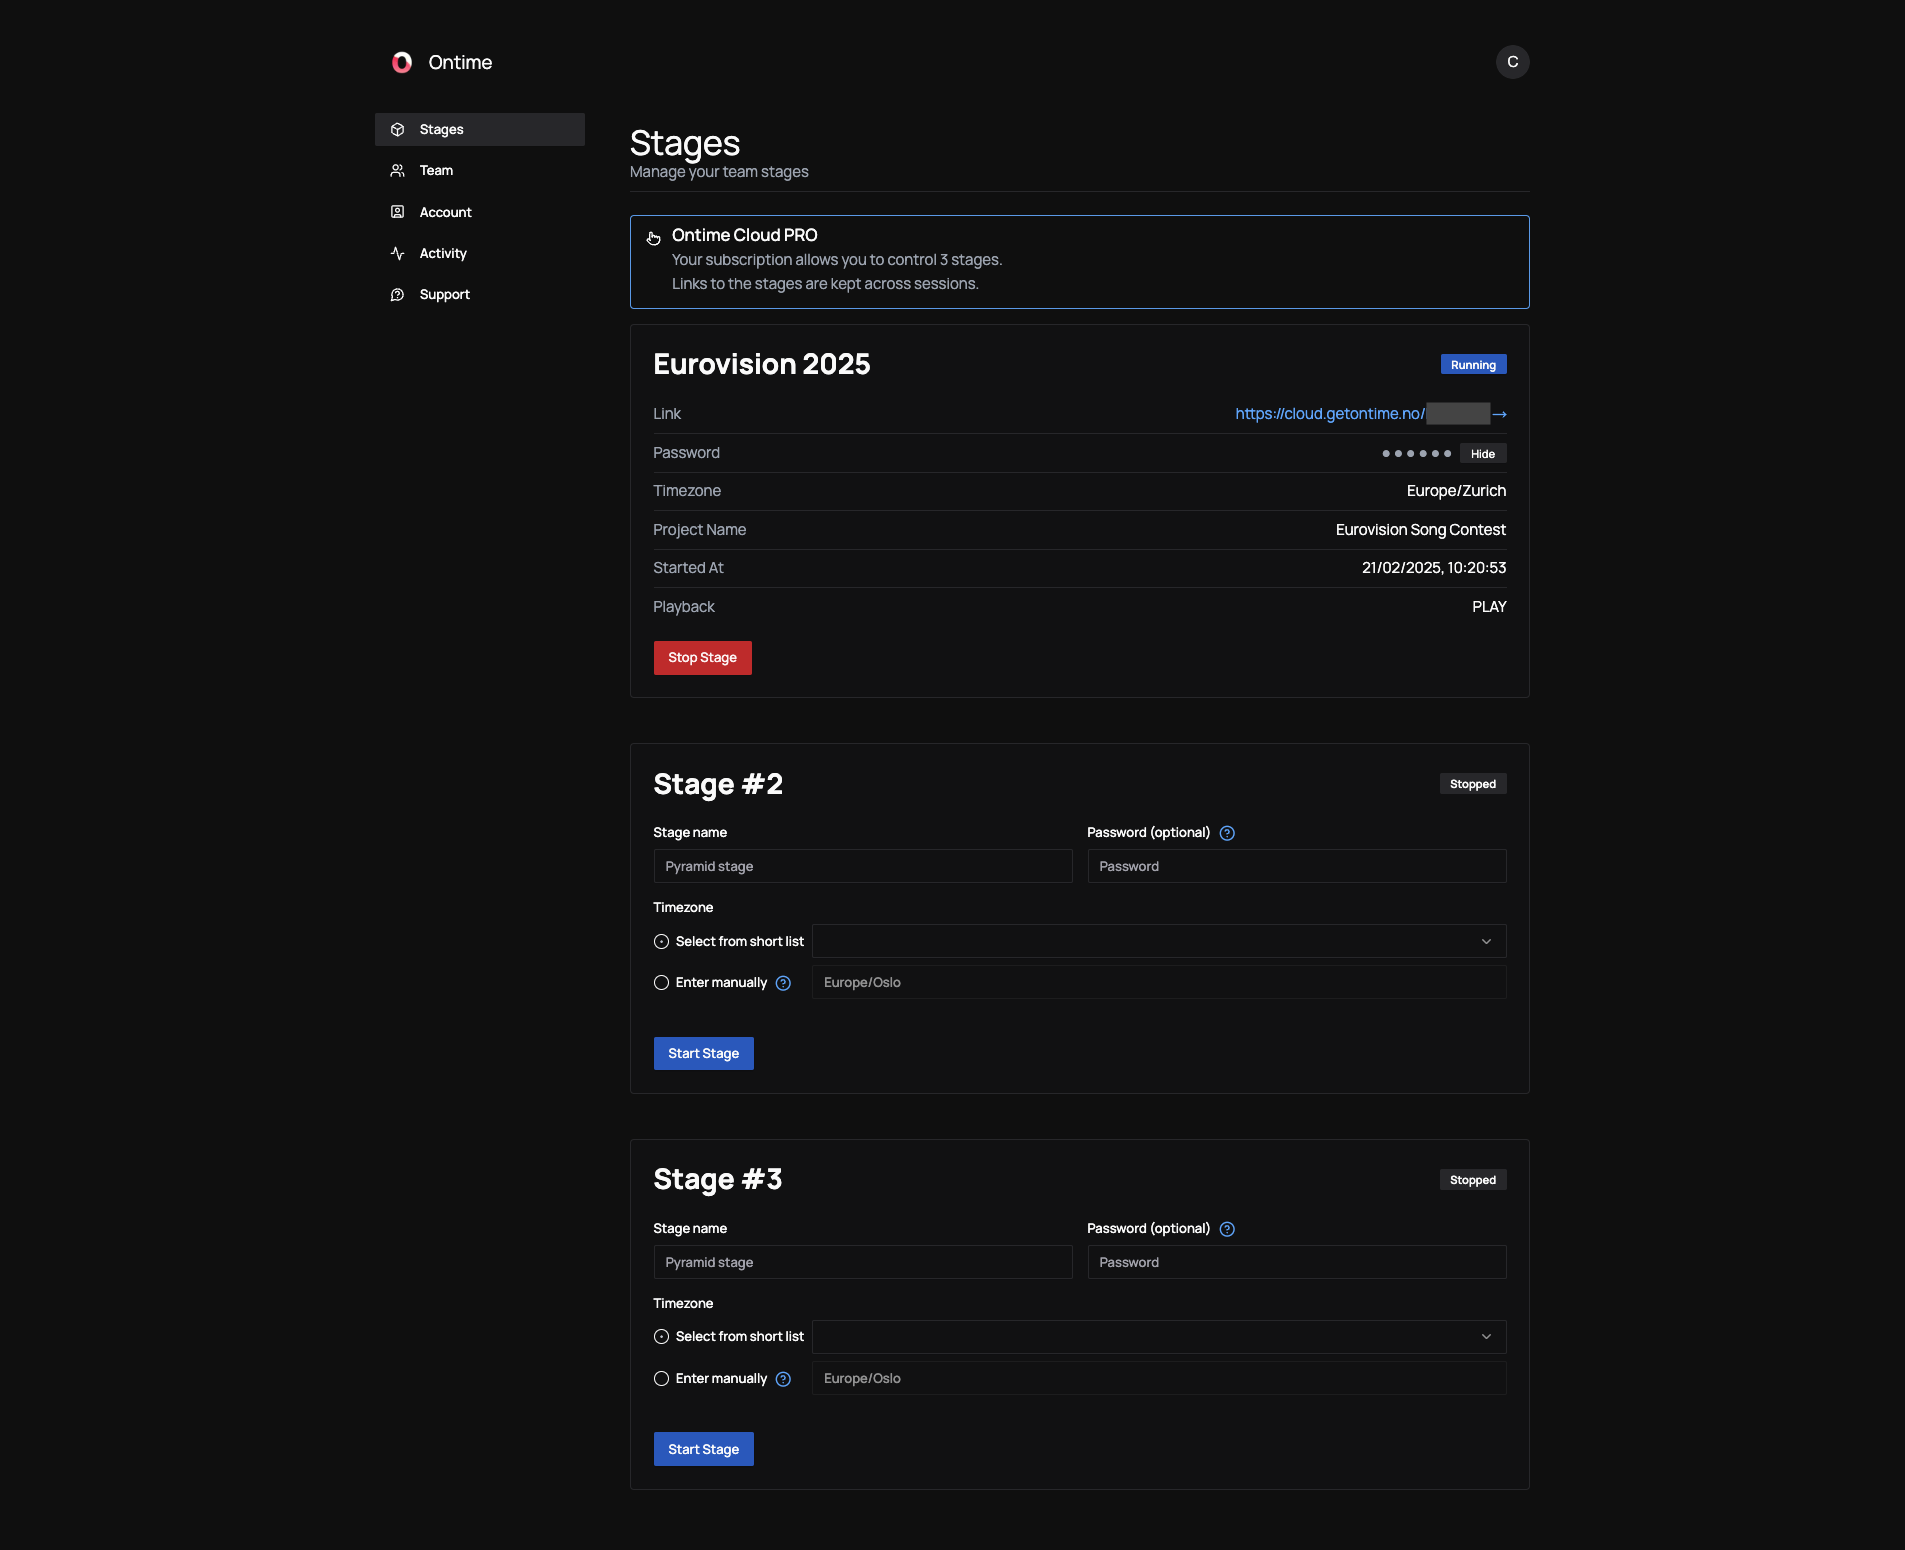 Ontime
C
Stages
Team
Account
Activity
Support
Stages
Manage your team stages
Ontime Cloud PRO
Your subscription allows you to control 3 stages.
Links to the stages are kept across sessions.
Eurovision 2025 Running
Link https://cloud.getontime.no/ →
Password ●●●●●● Hide
Timezone Europe/Zurich
Project Name Eurovision Song Contest
Started At 21/02/2025, 10:20:53
Playback PLAY
Stop Stage
Stage #2 Stopped
Stage name Password (optional)
Pyramid stage Password
Timezone
Select from short list
Enter manually Europe/Oslo
Start Stage
Stage #3 Stopped
Stage name Password (optional)
Pyramid stage Password
Timezone
Select from short list
Enter manually Europe/Oslo
Start Stage